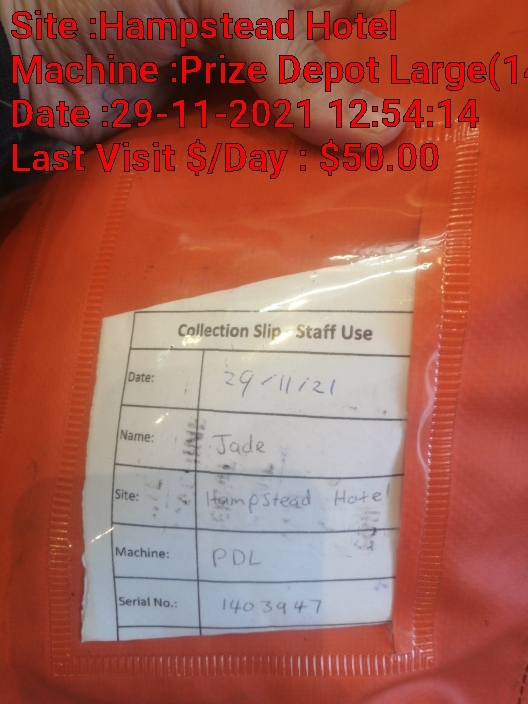 Site :Hampstead Hotel
Machine :Prize Depot Large(14
Date :29-11-2021 12:54:14
Last Visit $/Day : $50.00
Collection Slip - Staff Use
Date: 29/11/21
Name: Jade
Site: Hampstead Hotel
Machine: PDL
Serial No.: 1403947